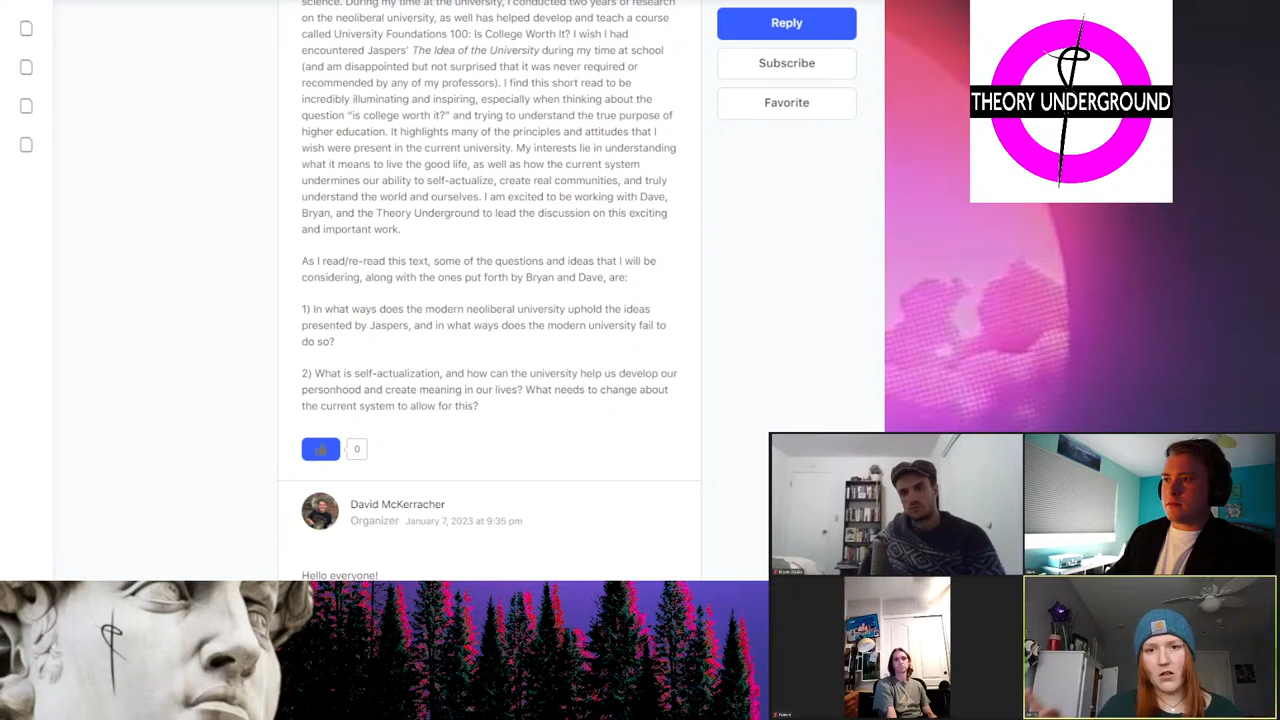 science. During my time at the university, I conducted two years of research
on the neoliberal university, as well has helped develop and teach a course
called University Foundations 100: Is College Worth It? I wish I had
encountered Jaspers' The Idea of the University during my time at school
(and am disappointed but not surprised that it was never required or
recommended by any of my professors). I find this short read to be
incredibly illuminating and inspiring, especially when thinking about the
question "is college worth it?" and trying to understand the true purpose of
higher education. It highlights many of the principles and attitudes that I
wish were present in the current university. My interests lie in understanding
what it means to live the good life, as well as how the current system
undermines our ability to self-actualize, create real communities, and truly
understand the world and ourselves. I am excited to be working with Dave,
Bryan, and the Theory Underground to lead the discussion on this exciting
and important work.
As I read/re-read this text, some of the questions and ideas that I will be
considering, along with the ones put forth by Bryan and Dave, are:
1) In what ways does the modern neoliberal university uphold the ideas
presented by Jaspers, and in what ways does the modern university fail to
do so?
2) What is self-actualization, and how can the university help us develop our
personhood and create meaning in our lives? What needs to change about
the current system to allow for this?
0
David McKerracher
Organizer January 7, 2023 at 9:35 pm
Hello everyone!
Reply
Subscribe
Favorite
THEORY UNDERGROUND